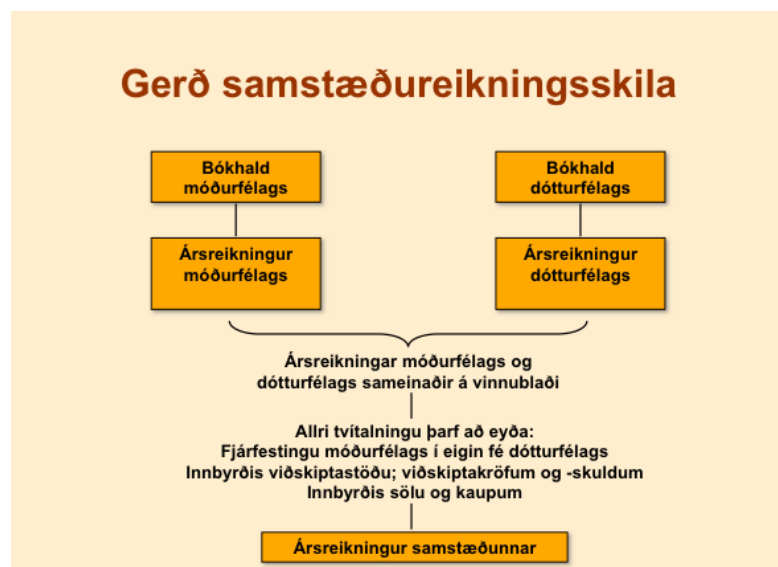 Gerð samstæðureikningsskila
Bókhald
móðurfélags
Bókhald
dótturfélags
Ársreikningur
móðurfélags
Ársreikningur
dótturfélags
Ársreikningar móðurfélags og
dótturfélags sameinaðir á vinnublaði
Allri tvítalningu þarf að eyða:
Fjárfestingu móðurfélags í eigin fé dótturfélags
Innbyrðis viðskiptastöðu; viðskiptakröfum og -skuldum
Innbyrðis sölu og kaupum
Ársreikningur samstæðunnar